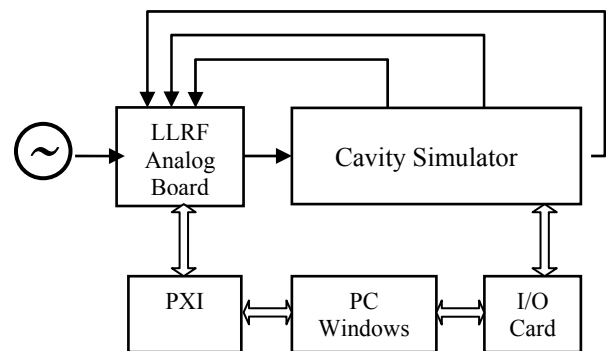 LLRF
Analog
Board
Cavity Simulator
PXI
PC
Windows
I/O
Card